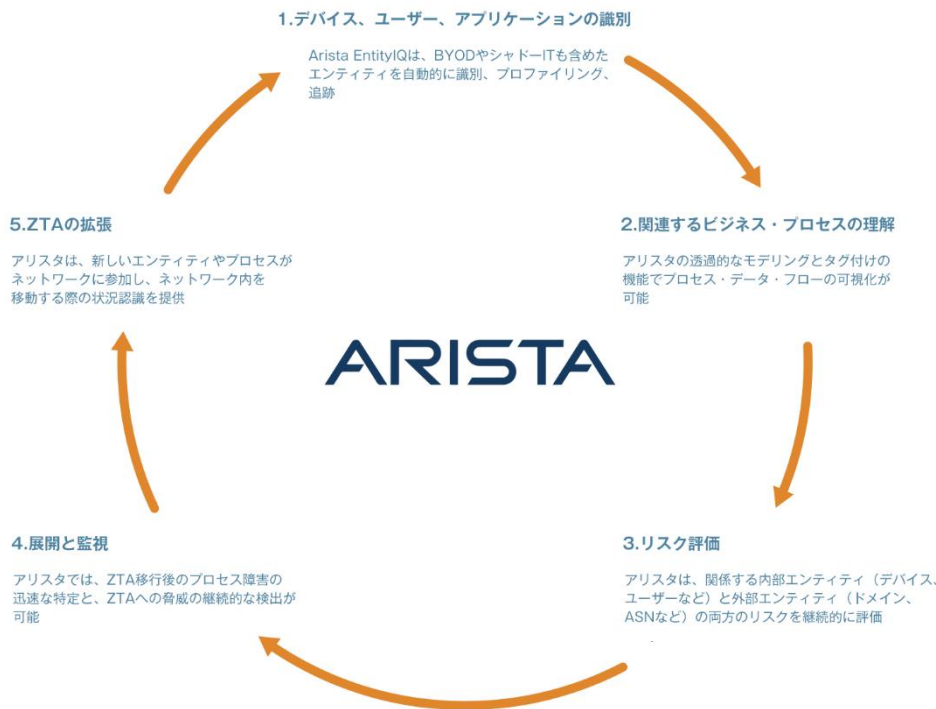 1.デバイス、ユーザー、アプリケーションの識別
Arista EntityIQは、BYODやシャドーITも含めた
エンティティを自動的に識別、プロファイリング、
追跡
2.関連するビジネス・プロセスの理解
アリスタの透過的なモデリングとタグ付けの
機能でプロセス・データ・フローの可視化が
可能
3.リスク評価
アリスタは、関係する内部エンティティ（デバイス、
ユーザーなど）と外部エンティティ（ドメイン、
ASNなど）の両方のリスクを継続的に評価
4.展開と監視
アリスタでは、ZTA移行後のプロセス障害の
迅速な特定と、ZTAへの脅威の継続的な検出が
可能
5.ZTAの拡張
アリスタは、新しいエンティティやプロセスが
ネットワークに参加し、ネットワーク内を
移動する際の状況認識を提供
ARISTA